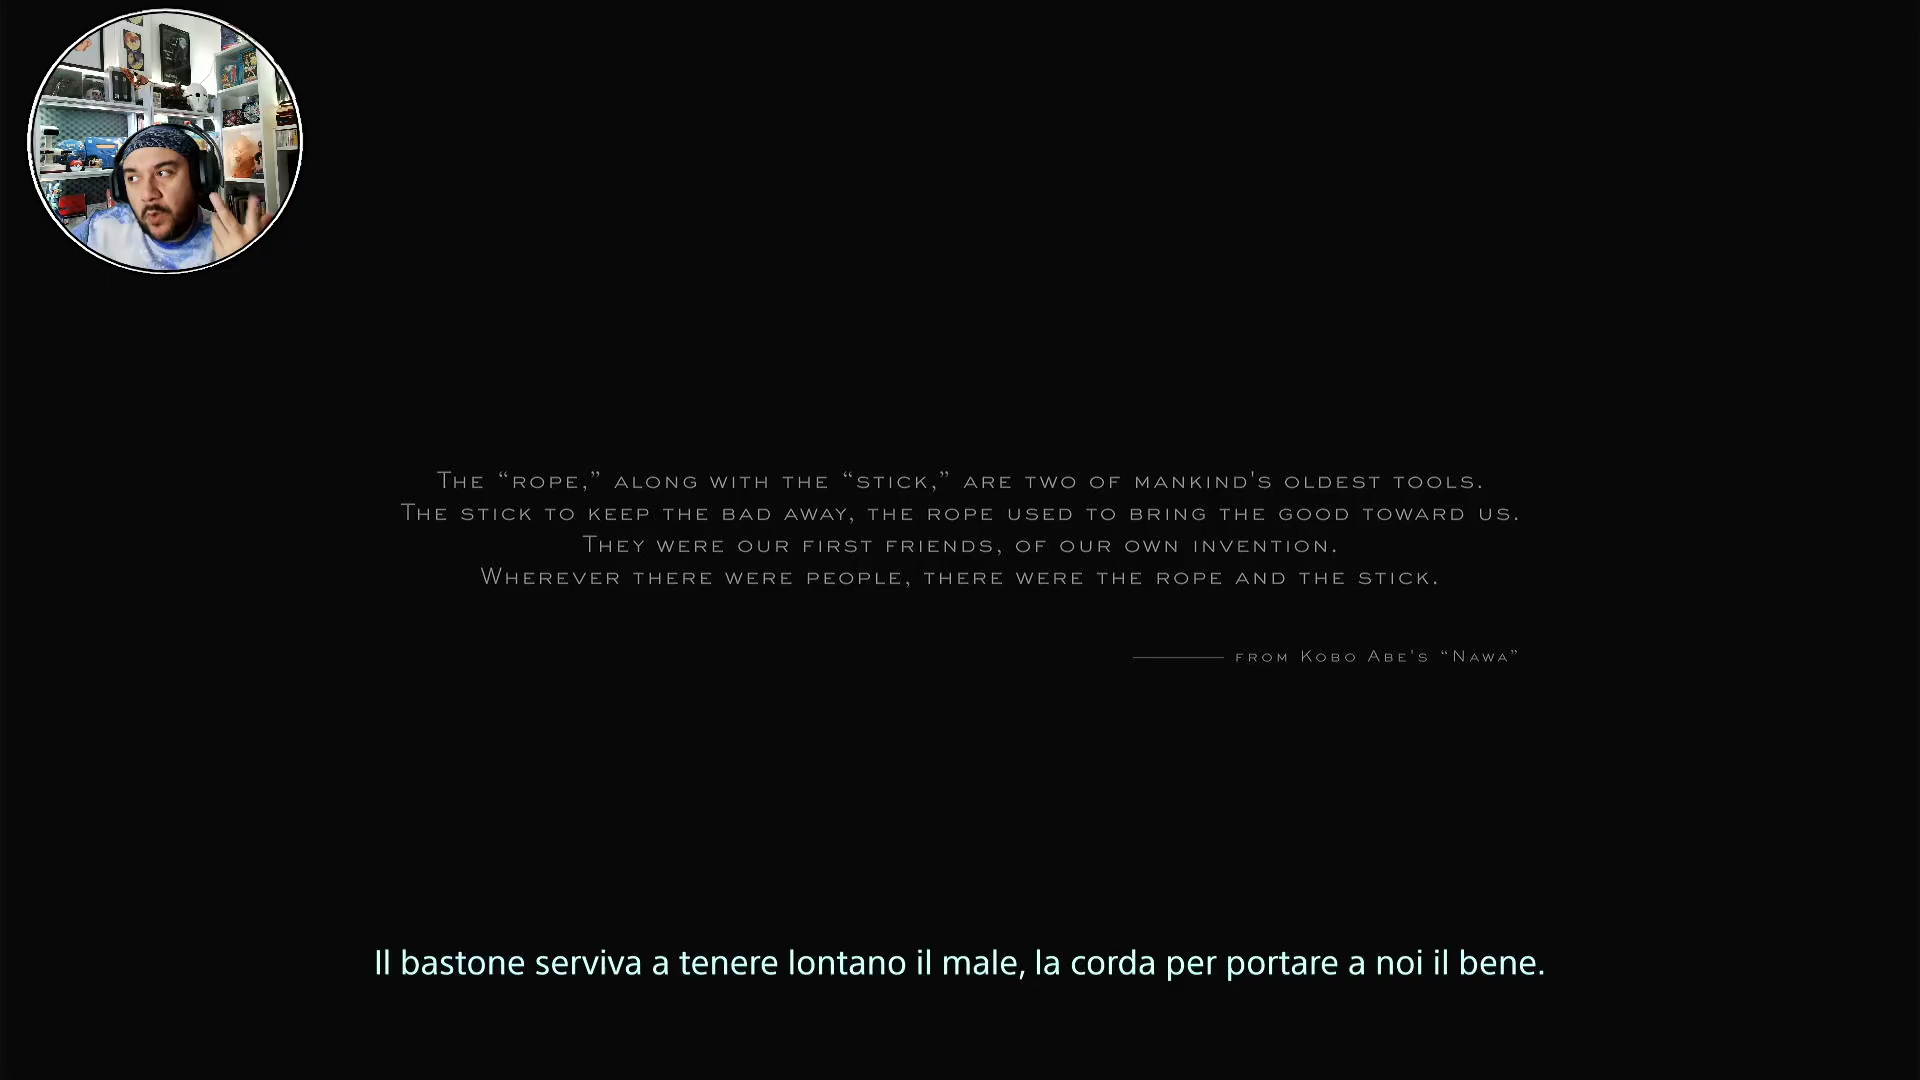 The “rope,” along with the “stick,” are two of mankind's oldest tools.
The stick to keep the bad away, the rope used to bring the good toward us.
They were our first friends, of our own invention.
Wherever there were people, there were the rope and the stick.
from Kobo Abe's “Nawa”
Il bastone serviva a tenere lontano il male, la corda per portare a noi il bene.